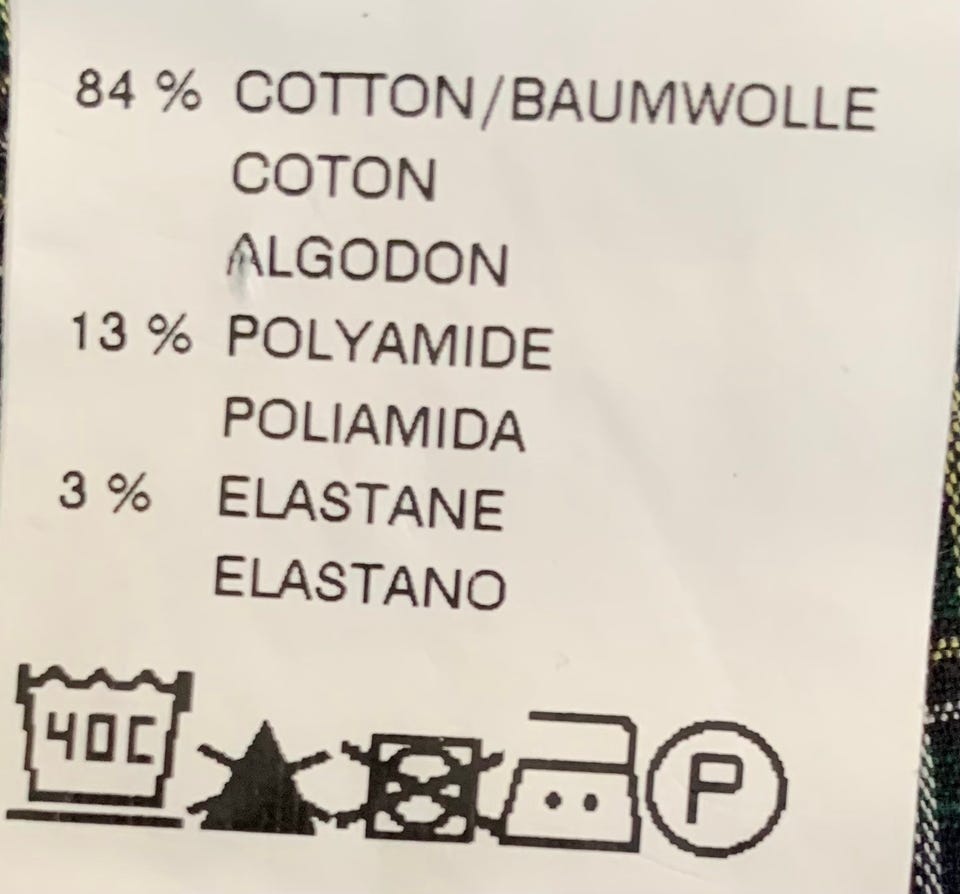 84 % COTTON/BAUMWOLLE
COTON
ALGODON
13 % POLYAMIDE
POLIAMIDA
3 % ELASTANE
ELASTANO
40C P